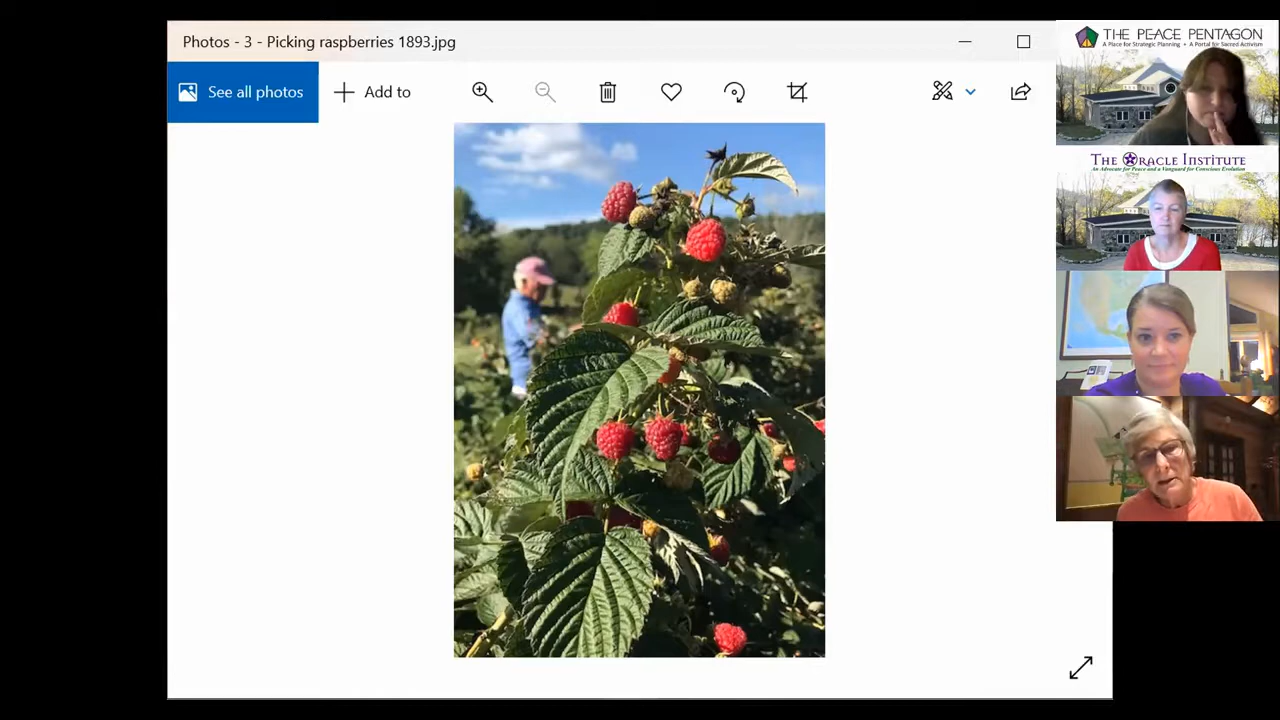 Photos - 3 - Picking raspberries 1893.jpg
See all photos
Add to
THE PEACE PENTAGON
A Place for Strategic Planning • A Portal for Sacred Activism
THE ORACLE INSTITUTE
An Advocate for Peace and a Vanguard for Conscious Evolution